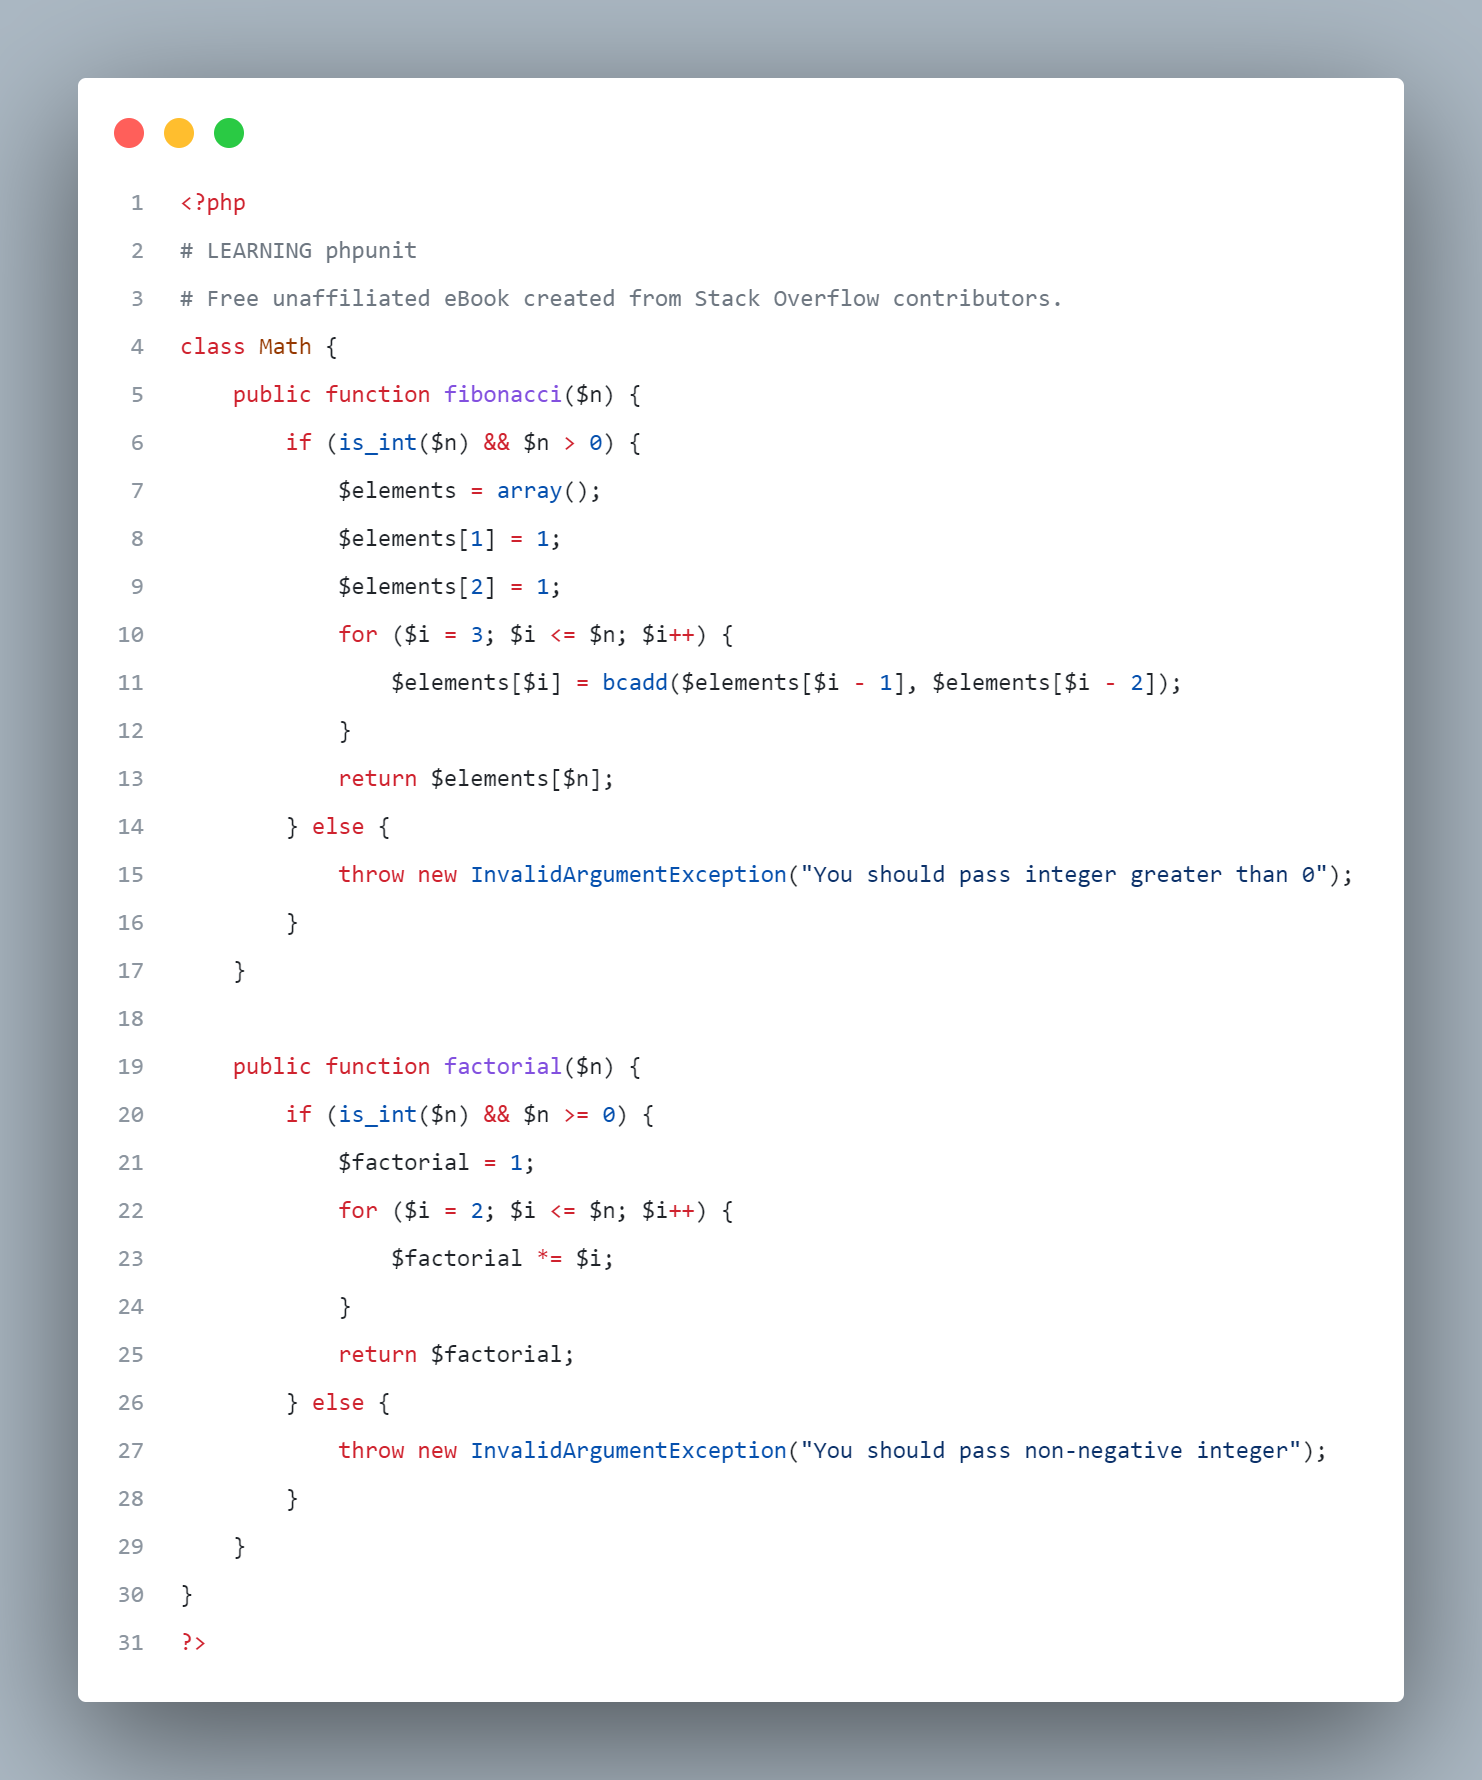 1 <?php
2 # LEARNING phpunit
3 # Free unaffiliated eBook created from Stack Overflow contributors.
4 class Math {
5     public function fibonacci($n) {
6         if (is_int($n) && $n > 0) {
7             $elements = array();
8             $elements[1] = 1;
9             $elements[2] = 1;
10             for ($i = 3; $i <= $n; $i++) {
11                 $elements[$i] = bcadd($elements[$i - 1], $elements[$i - 2]);
12             }
13             return $elements[$n];
14         } else {
15             throw new InvalidArgumentException("You should pass integer greater than 0");
16         }
17     }
18
19     public function factorial($n) {
20         if (is_int($n) && $n >= 0) {
21             $factorial = 1;
22             for ($i = 2; $i <= $n; $i++) {
23                 $factorial *= $i;
24             }
25             return $factorial;
26         } else {
27             throw new InvalidArgumentException("You should pass non-negative integer");
28         }
29     }
30 }
31 ?>